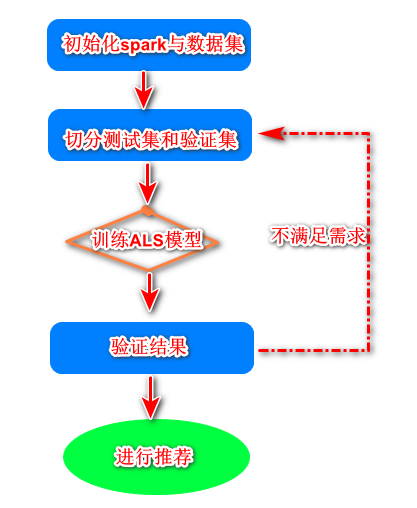 初始化spark与数据集
切分测试集和验证集
训练ALS模型
不满足需求
验证结果
进行推荐